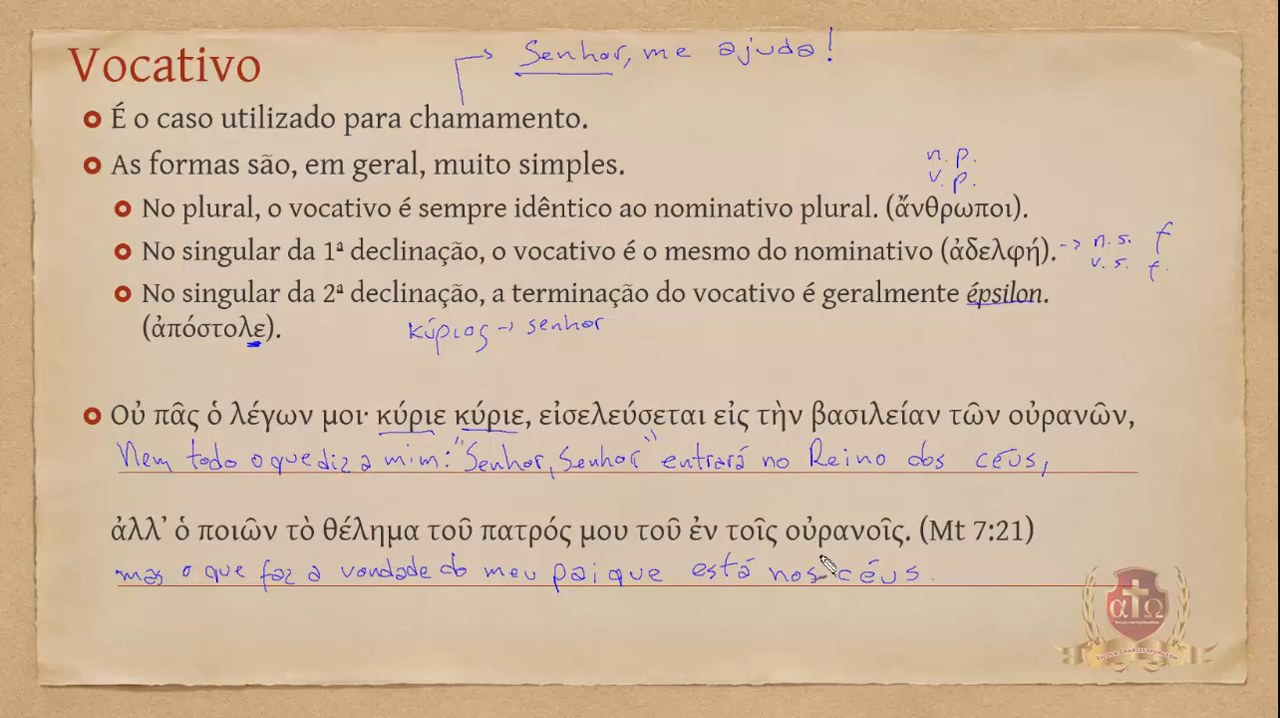 Vocativo
Senhor, me ajuda!
É o caso utilizado para chamamento.
As formas são, em geral, muito simples.
n. p.
v. p.
No plural, o vocativo é sempre idêntico ao nominativo plural. (ἄνθρωποι).
No singular da 1ª declinação, o vocativo é o mesmo do nominativo (ἀδελφή). -> n. s. f
v. s. f.
No singular da 2ª declinação, a terminação do vocativo é geralmente épsilon.
(ἀπόστολε).
κύριος -> senhor
Οὐ πᾶς ὁ λέγων μοι· κύριε κύριε, εἰσελεύσεται εἰς τὴν βασιλείαν τῶν οὐρανῶν,
Nem todo o que diz a mim: "Senhor, Senhor" entrará no Reino dos céus,
ἀλλ’ ὁ ποιῶν τὸ θέλημα τοῦ πατρός μου τοῦ ἐν τοῖς οὐρανοῖς. (Mt 7:21)
mas o que faz a vondade do meu pai que está nos céus.
α Ω
ESCOLA CHARLES SPURGEON